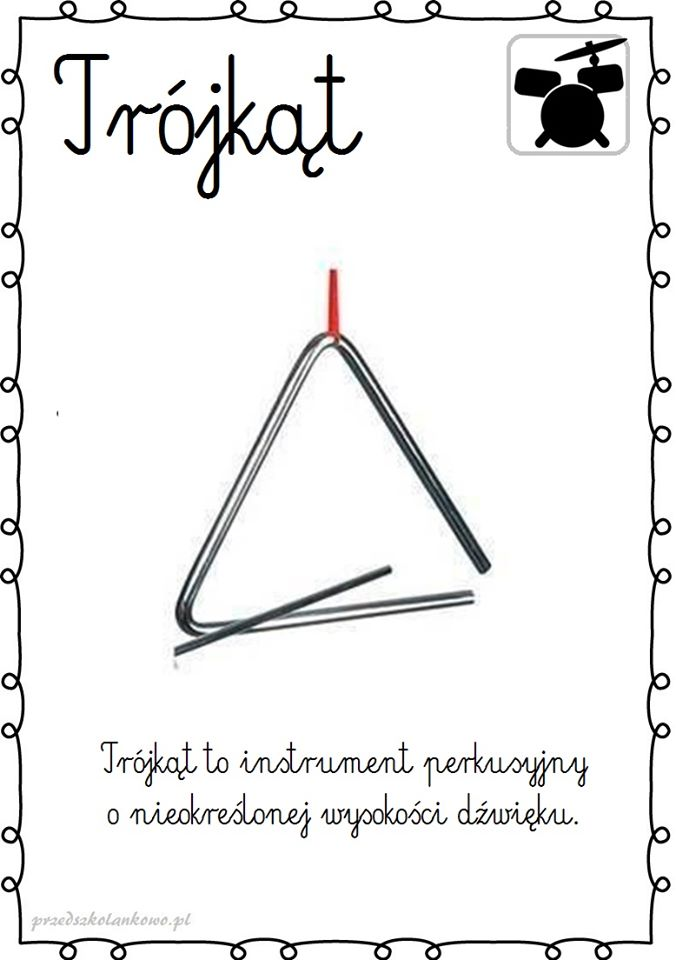 Trójkąt
Trójkąt to instrument perkusyjny
o nieokreślonej wysokości dźwięku.
przedszkolankowo.pl